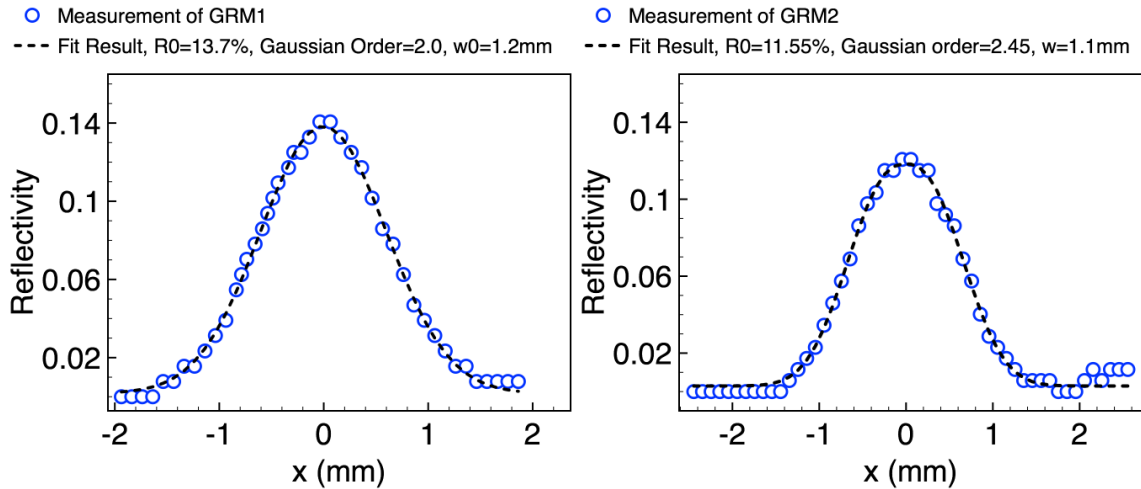 Measurement of GRM1
Fit Result, R0=13.7%, Gaussian Order=2.0, w0=1.2mm
Reflectivity
0.14
0.1
0.06
0.02
-2 -1 0 1 2
x (mm)
Measurement of GRM2
Fit Result, R0=11.55%, Gaussian order=2.45, w=1.1mm
Reflectivity
0.14
0.1
0.06
0.02
-2 -1 0 1 2
x (mm)